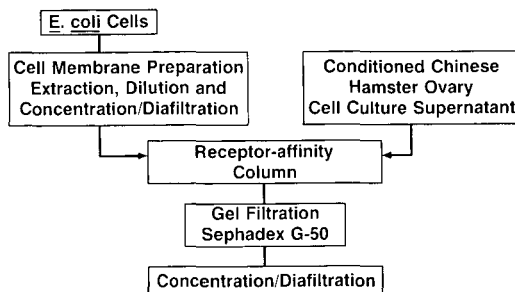 E. coli Cells
Cell Membrane Preparation
Extraction, Dilution and
Concentration/Diafiltration
Conditioned Chinese
Hamster Ovary
Cell Culture Supernatant
Receptor-affinity
Column
Gel Filtration
Sephadex G-50
Concentration/Diafiltration